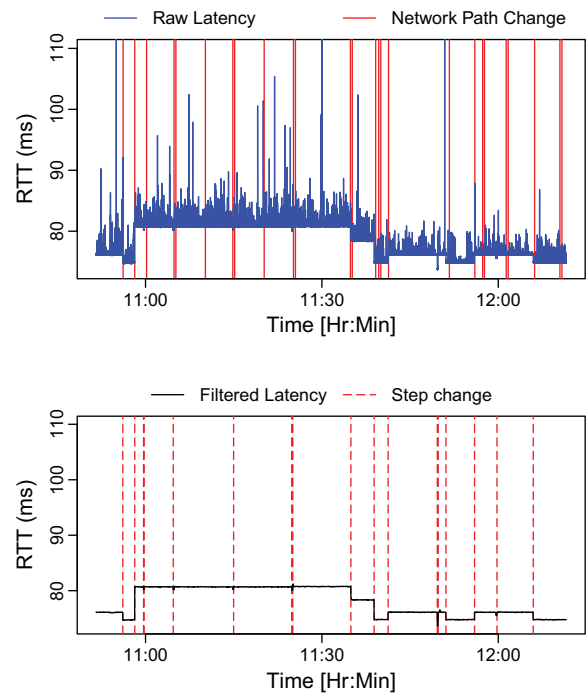 Raw Latency Network Path Change
110
100
90
80
RTT (ms)
11:00 11:30 12:00
Time [Hr:Min]
Filtered Latency Step change
110
100
90
80
RTT (ms)
11:00 11:30 12:00
Time [Hr:Min]